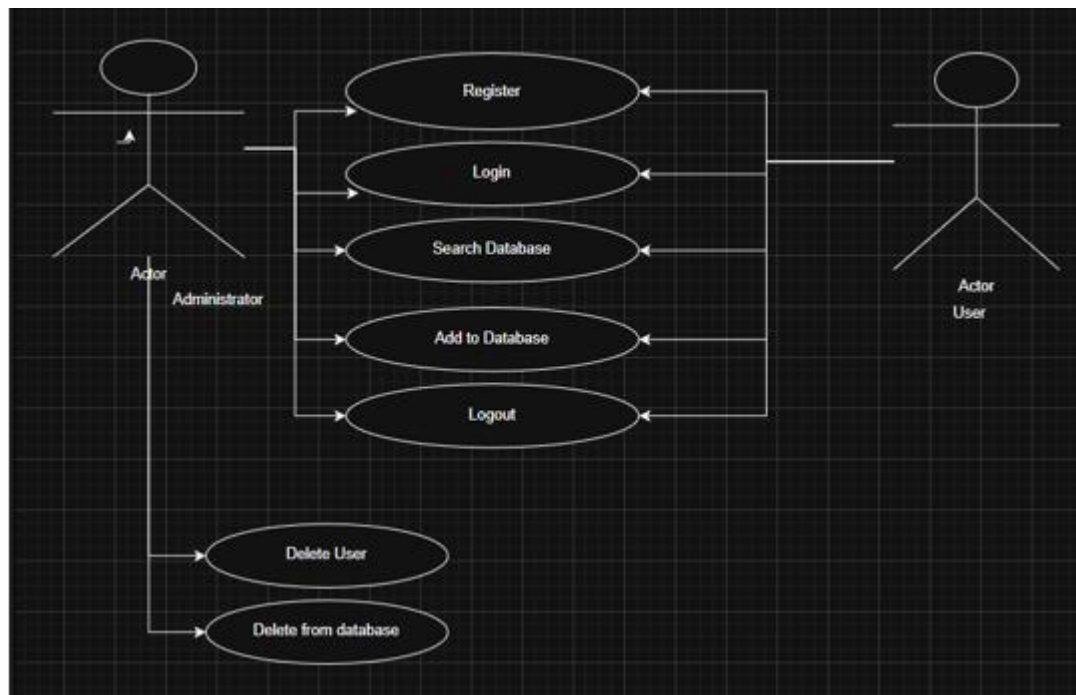 Register
Login
Search Database
Actor
Administrator
Actor
User
Add to Database
Logout
Delete User
Delete from database